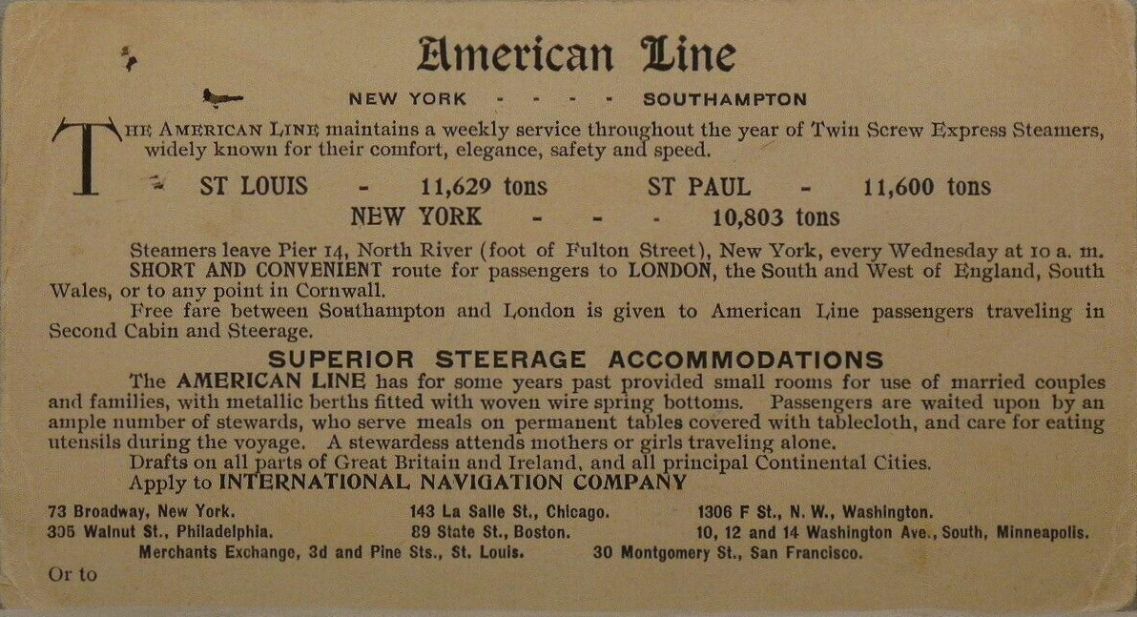 American Line
NEW YORK - - - - SOUTHAMPTON
THE AMERICAN LINE maintains a weekly service throughout the year of Twin Screw Express Steamers,
widely known for their comfort, elegance, safety and speed.
ST LOUIS - 11,629 tons ST PAUL - 11,600 tons
NEW YORK - - - 10,803 tons
Steamers leave Pier 14, North River (foot of Fulton Street), New York, every Wednesday at 10 a. m.
SHORT AND CONVENIENT route for passengers to LONDON, the South and West of England, South
Wales, or to any point in Cornwall.
Free fare between Southampton and London is given to American Line passengers traveling in
Second Cabin and Steerage.
SUPERIOR STEERAGE ACCOMMODATIONS
The AMERICAN LINE has for some years past provided small rooms for use of married couples
and families, with metallic berths fitted with woven wire spring bottoms. Passengers are waited upon by an
ample number of stewards, who serve meals on permanent tables covered with tablecloth, and care for eating
utensils during the voyage. A stewardess attends mothers or girls traveling alone.
Drafts on all parts of Great Britain and Ireland, and all principal Continental Cities.
Apply to INTERNATIONAL NAVIGATION COMPANY
73 Broadway, New York. 143 La Salle St., Chicago. 1306 F St., N. W., Washington.
305 Walnut St., Philadelphia. 89 State St., Boston. 10, 12 and 14 Washington Ave., South, Minneapolis.
Merchants Exchange, 3d and Pine Sts., St. Louis. 30 Montgomery St., San Francisco.
Or to